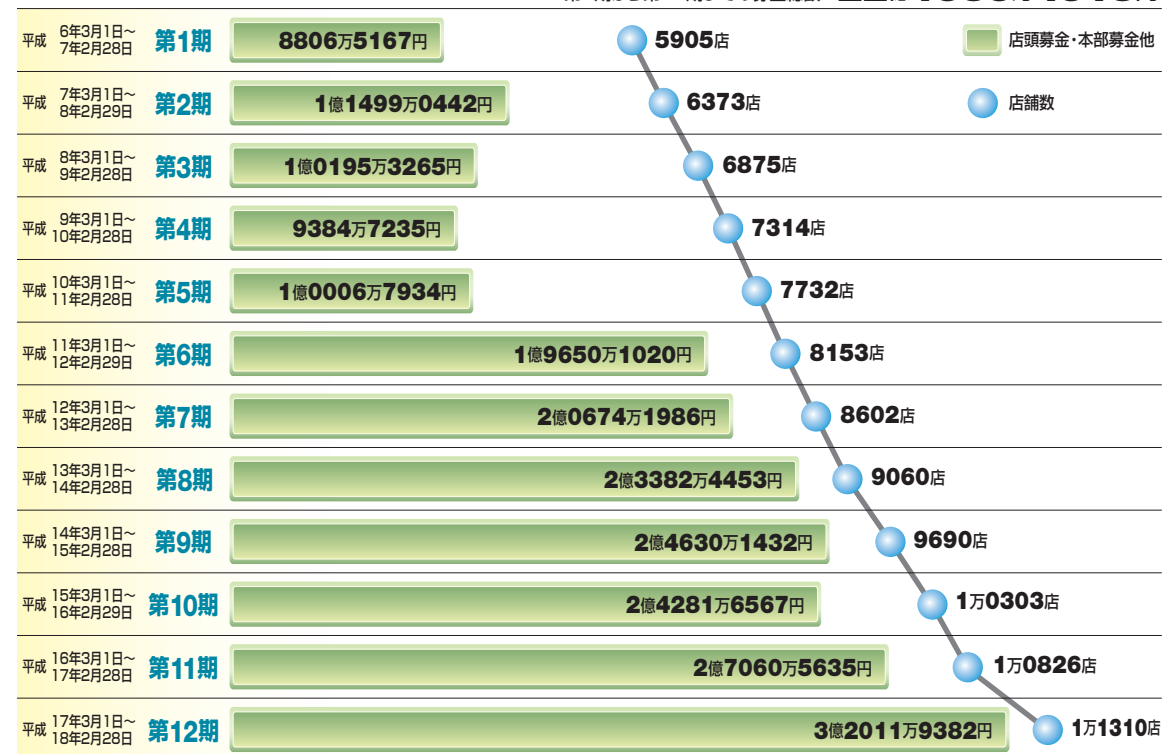 店頭募金・本部募金他
店舗数
平成 6年3月1日〜 7年2月28日 第1期 8806万5167円 5905店
平成 7年3月1日〜 8年2月29日 第2期 1億1499万0442円 6373店
平成 8年3月1日〜 9年2月28日 第3期 1億0195万3265円 6875店
平成 9年3月1日〜 10年2月28日 第4期 9384万7235円 7314店
平成 10年3月1日〜 11年2月28日 第5期 1億0006万7934円 7732店
平成 11年3月1日〜 12年2月29日 第6期 1億9650万1020円 8153店
平成 12年3月1日〜 13年2月28日 第7期 2億0674万1986円 8602店
平成 13年3月1日〜 14年2月28日 第8期 2億3382万4453円 9060店
平成 14年3月1日〜 15年2月28日 第9期 2億4630万1432円 9690店
平成 15年3月1日〜 16年2月29日 第10期 2億4281万6567円 1万0303店
平成 16年3月1日〜 17年2月28日 第11期 2億7060万5635円 1万0826店
平成 17年3月1日〜 18年2月28日 第12期 3億2011万9382円 1万1310店